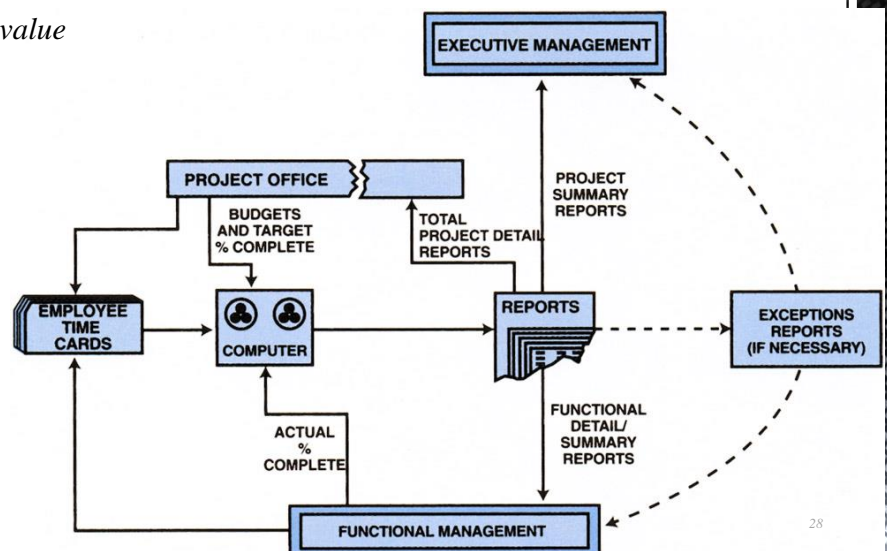 value
EXECUTIVE MANAGEMENT
PROJECT OFFICE
PROJECT
SUMMARY
REPORTS
BUDGETS
AND TARGET
% COMPLETE
TOTAL
PROJECT DETAIL
REPORTS
EMPLOYEE
TIME
CARDS
COMPUTER
REPORTS
EXCEPTIONS
REPORTS
(IF NECESSARY)
ACTUAL
%
COMPLETE
FUNCTIONAL
DETAIL/
SUMMARY
REPORTS
FUNCTIONAL MANAGEMENT
28